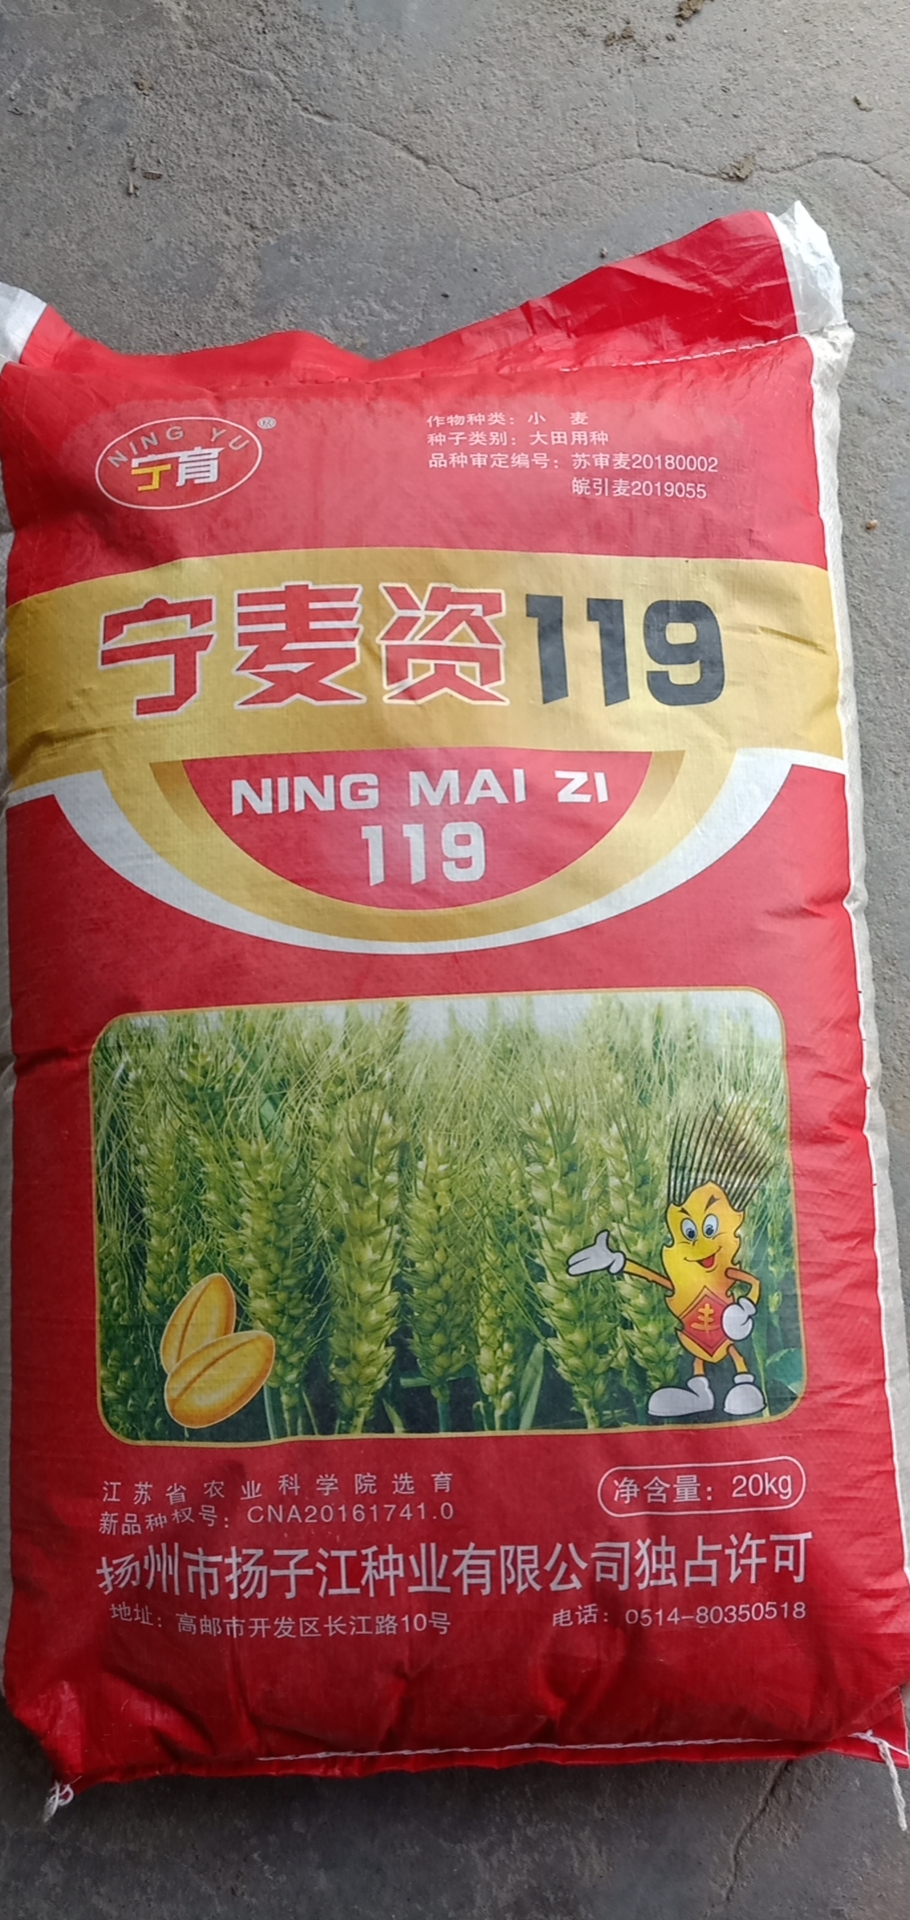 NING YU
宁育
作物种类：小 麦
种子类别：大田用种
品种审定编号：苏审麦20180002
皖引麦2019055
宁麦资119
NING MAI ZI
119
丰
江苏省农业科学院选育
新品种权号：CNA20161741.0
净含量：20kg
扬州市扬子江种业有限公司独占许可
地址：高邮市开发区长江路10号
电话：0514-80350518